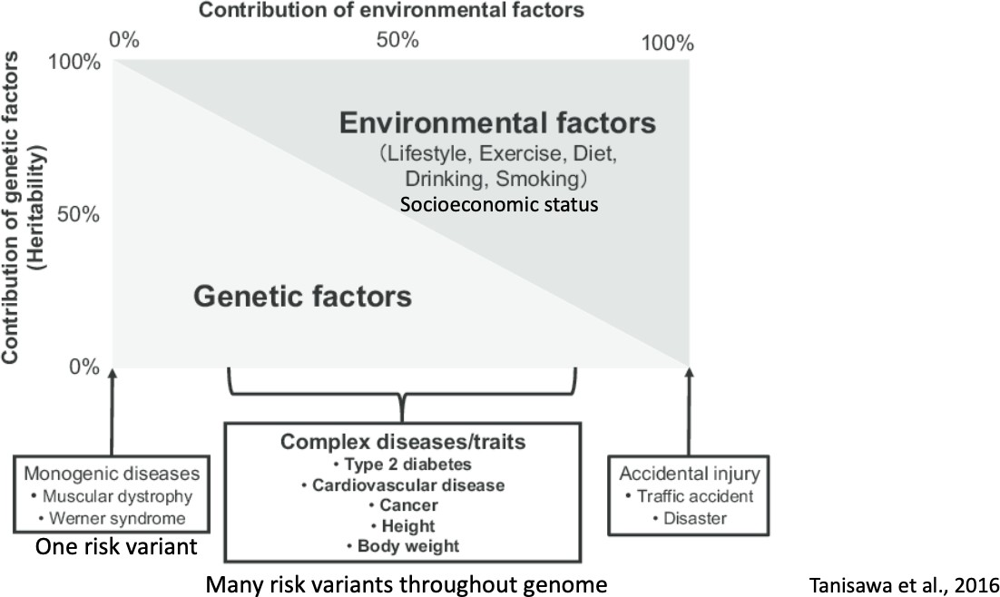 Contribution of environmental factors
0%
50%
100%
Contribution of genetic factors
(Heritability)
100%
50%
0%
Environmental factors
（Lifestyle, Exercise, Diet,
Drinking, Smoking）
Socioeconomic status
Genetic factors
Monogenic diseases
• Muscular dystrophy
• Werner syndrome
One risk variant
Complex diseases/traits
• Type 2 diabetes
• Cardiovascular disease
• Cancer
• Height
• Body weight
Many risk variants throughout genome
Accidental injury
• Traffic accident
• Disaster
Tanisawa et al., 2016